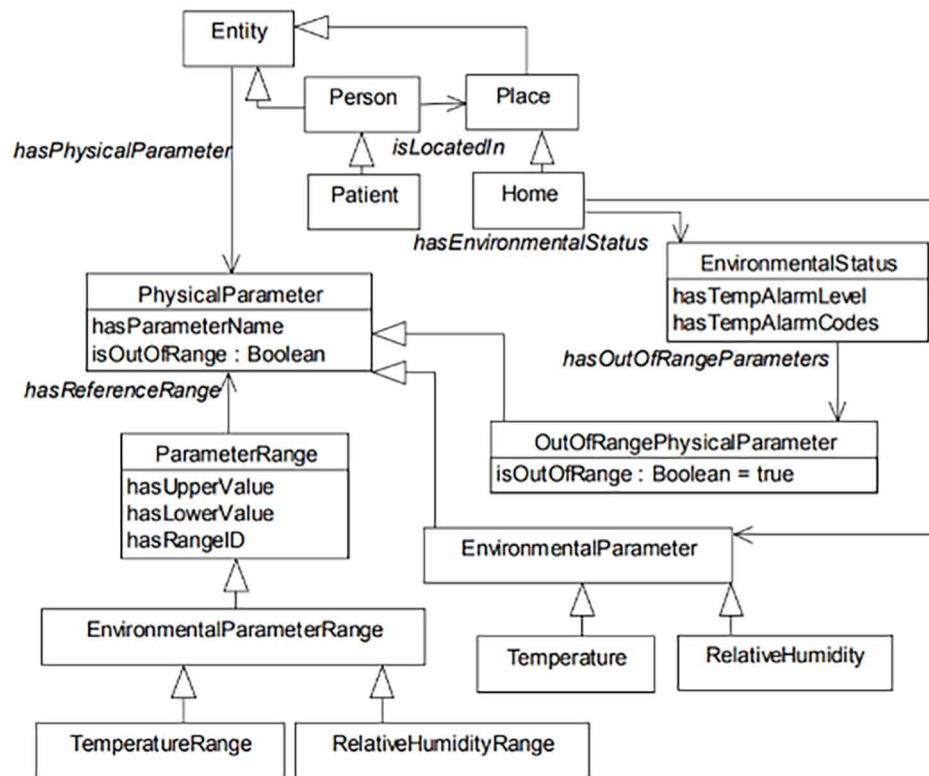 Entity
Person
Place
hasPhysicalParameter
isLocatedIn
Patient
Home
hasEnvironmentalStatus
EnvironmentalStatus
hasTempAlarmLevel
hasTempAlarmCodes
PhysicalParameter
hasParameterName
isOutOfRange : Boolean
hasOutOfRangeParameters
hasReferenceRange
OutOfRangePhysicalParameter
isOutOfRange : Boolean = true
ParameterRange
hasUpperValue
hasLowerValue
hasRangeID
EnvironmentalParameter
EnvironmentalParameterRange
Temperature
RelativeHumidity
TemperatureRange
RelativeHumidityRange